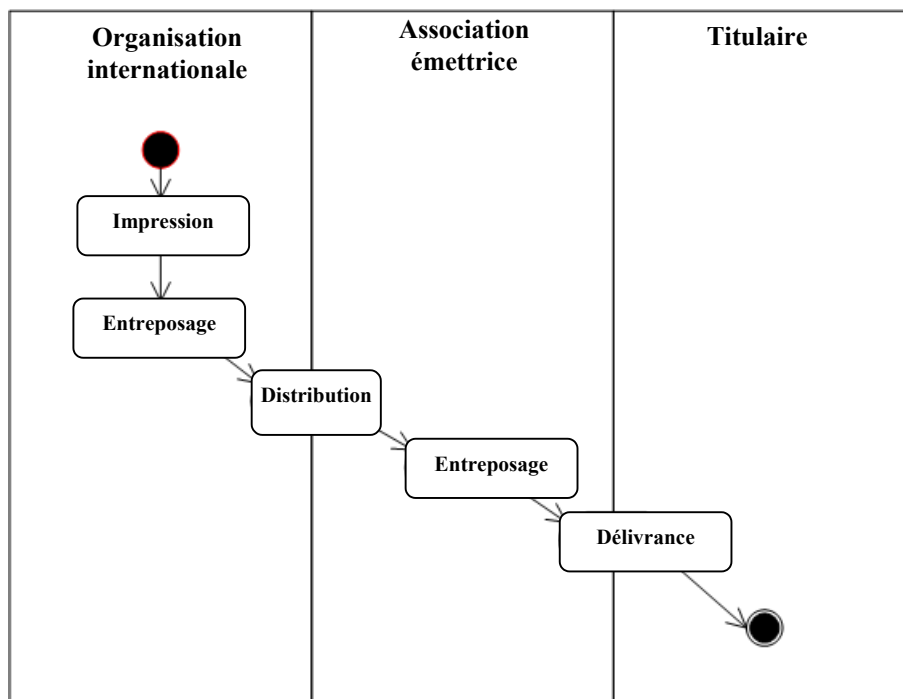 Organisation
internationale
Association
émettrice
Titulaire
Impression
Entreposage
Distribution
Entreposage
Délivrance